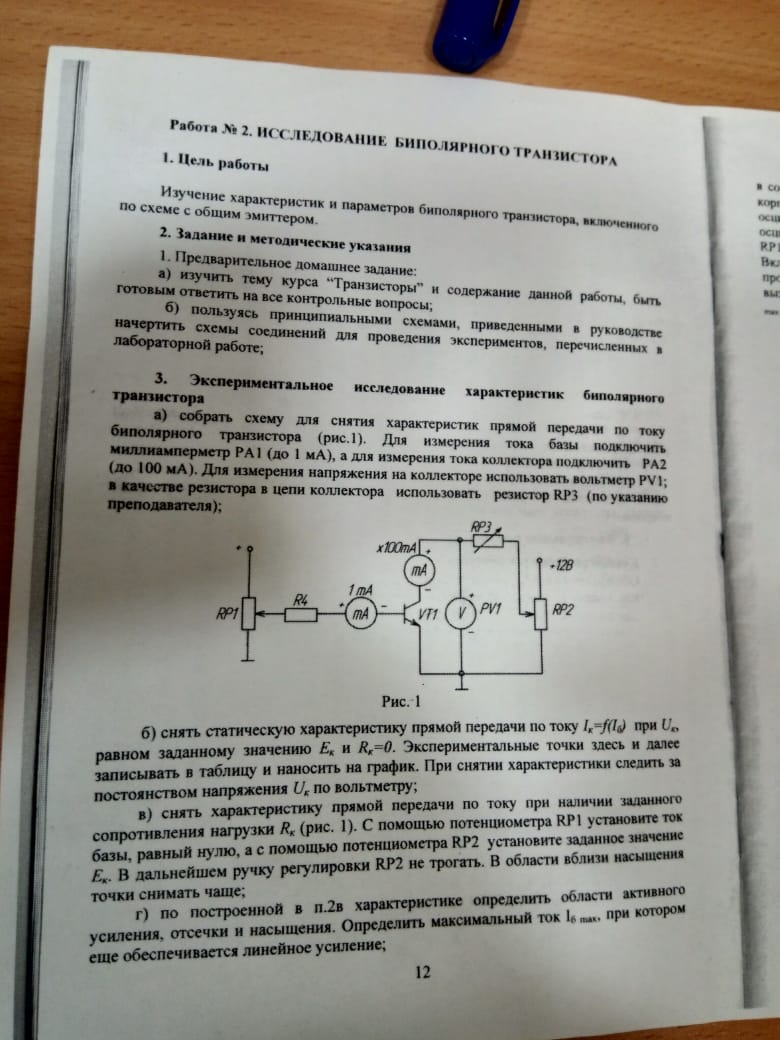 Работа № 2. ИССЛЕДОВАНИЕ БИПОЛЯРНОГО ТРАНЗИСТОРА
1. Цель работы
Изучение характеристик и параметров биполярного транзистора, включенного
по схеме с общим эмиттером.
2. Задание и методические указания
1. Предварительное домашнее задание:
а) изучить тему курса “Транзисторы” и содержание данной работы, быть
готовым ответить на все контрольные вопросы;
б) пользуясь принципиальными схемами, приведенными в руководстве
начертить схемы соединений для проведения экспериментов, перечисленных в
лабораторной работе;
3. Экспериментальное исследование характеристик биполярного
транзистора
а) собрать схему для снятия характеристик прямой передачи по току
биполярного транзистора (рис.1). Для измерения тока базы подключить
миллиамперметр PA1 (до 1 мА), а для измерения тока коллектора подключить PA2
(до 100 мА). Для измерения напряжения на коллекторе использовать вольтметр PV1;
в качестве резистора в цепи коллектора использовать резистор RP3 (по указанию
преподавателя);
RP3
x100mA
+
mA
-
+
-12В
1 mA
R4
RP1
+
mA
-
VT1
+
V
-
PV1
RP2
Рис. 1
б) снять статическую характеристику прямой передачи по току Iк=f(Iб) при Uк,
равном заданному значению Eк и Rк=0. Экспериментальные точки здесь и далее
записывать в таблицу и наносить на график. При снятии характеристики следить за
постоянством напряжения Uк по вольтметру;
в) снять характеристику прямой передачи по току при наличии заданного
сопротивления нагрузки Rк (рис. 1). С помощью потенциометра RP1 установите ток
базы, равный нулю, а с помощью потенциометра RP2 установите заданное значение
Eк. В дальнейшем ручку регулировки RP2 не трогать. В области вблизи насыщения
точки снимать чаще;
г) по построенной в п.2в характеристике определить области активного
усиления, отсечки и насыщения. Определить максимальный ток Iб max, при котором
еще обеспечивается линейное усиление;
12
в со
корп
осц
осц
RP1
Вкл
про
вых
max